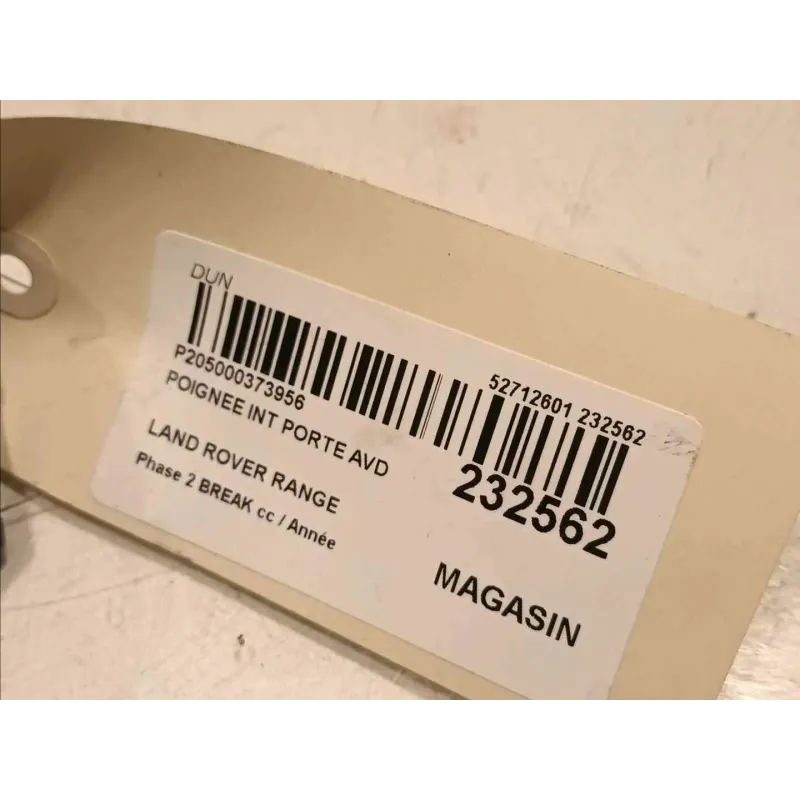 DUN
52712601 232562
P205000373956
POIGNEE INT PORTE AVD
232562
LAND ROVER RANGE
Phase 2 BREAK cc / Année
MAGASIN